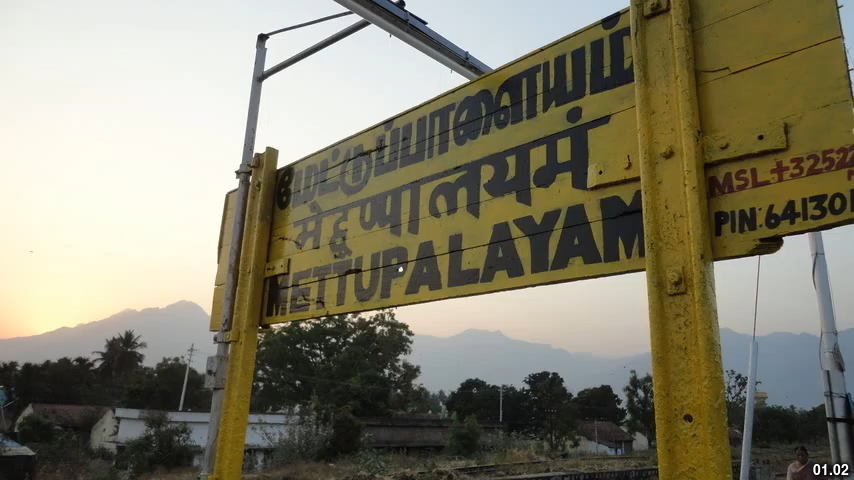 மேட்டுப்பாளையம்
मेट्टुप्पालयमं
METTUPALAYAM
MSL+32522
PIN.641301
01.02